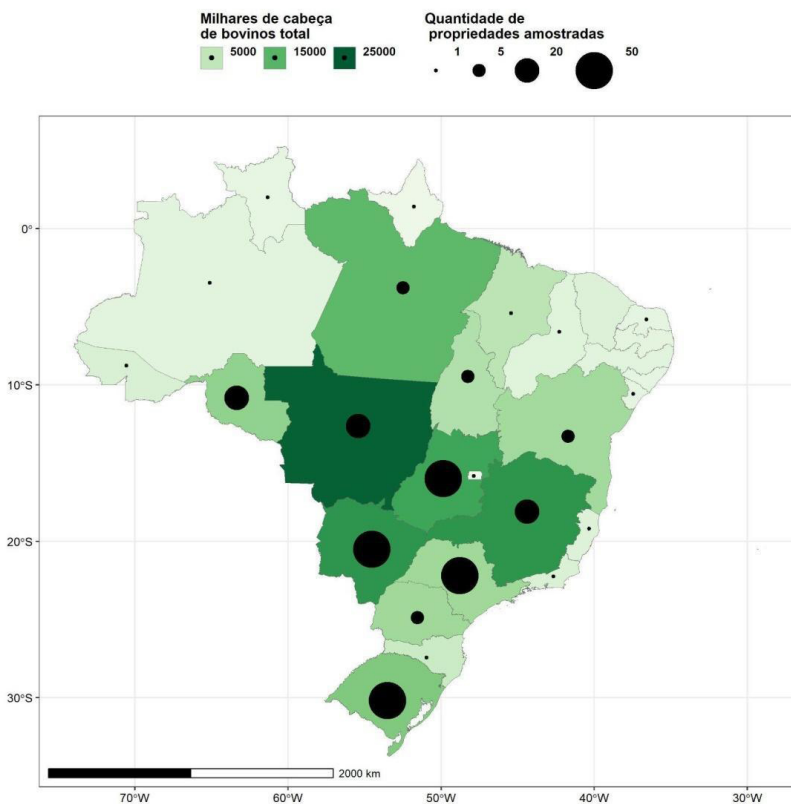 Milhares de cabeça
de bovinos total
5000 15000 25000
Quantidade de
propriedades amostradas
1 5 20 50
0°
10°S
20°S
30°S
2000 km
70°W 60°W 50°W 40°W 30°W